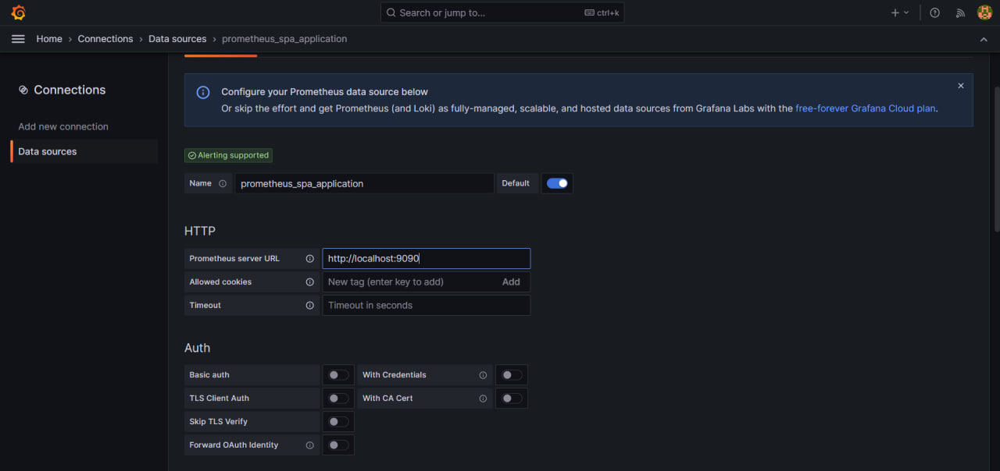 Search or jump to... ctrl+k
Home › Connections › Data sources › prometheus_spa_application
Connections
Add new connection
Data sources
Configure your Prometheus data source below
Or skip the effort and get Prometheus (and Loki) as fully-managed, scalable, and hosted data sources from Grafana Labs with the free-forever Grafana Cloud plan.
Alerting supported
Name prometheus_spa_application Default
HTTP
Prometheus server URL http://localhost:9090
Allowed cookies New tag (enter key to add) Add
Timeout Timeout in seconds
Auth
Basic auth With Credentials
TLS Client Auth With CA Cert
Skip TLS Verify
Forward OAuth Identity